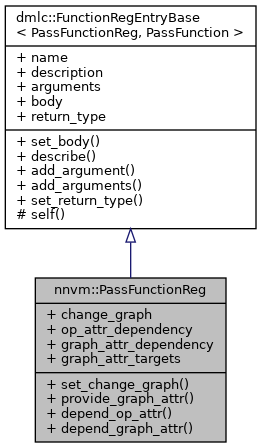 dmlc::FunctionRegEntryBase
< PassFunctionReg, PassFunction >
+ name
+ description
+ arguments
+ body
+ return_type
+ set_body()
+ describe()
+ add_argument()
+ add_arguments()
+ set_return_type()
# self()
nnvm::PassFunctionReg
+ change_graph
+ op_attr_dependency
+ graph_attr_dependency
+ graph_attr_targets
+ set_change_graph()
+ provide_graph_attr()
+ depend_op_attr()
+ depend_graph_attr()